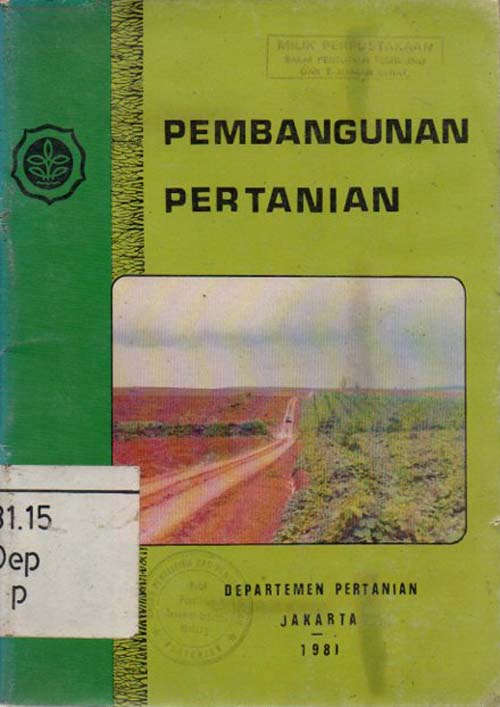 MILIK PERPUSTAKAAN
PEMBANGUNAN
PERTANIAN
31.15
Dep
p
DEPARTEMEN PERTANIAN
JAKARTA
1981